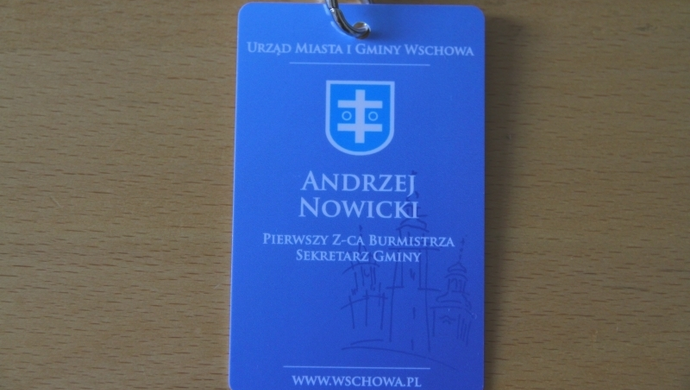 Urząd Miasta i Gminy Wschowa
Andrzej
Nowicki
Pierwszy Z-ca Burmistrza
Sekretarz Gminy
www.wschowa.pl